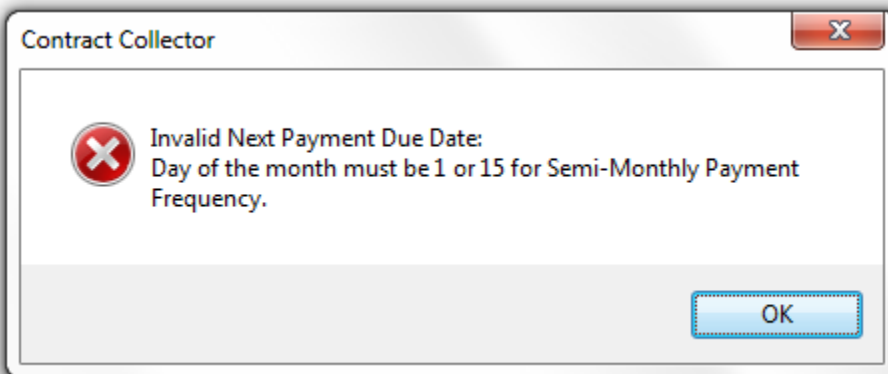 Contract Collector
Invalid Next Payment Due Date:
Day of the month must be 1 or 15 for Semi-Monthly Payment
Frequency.
OK